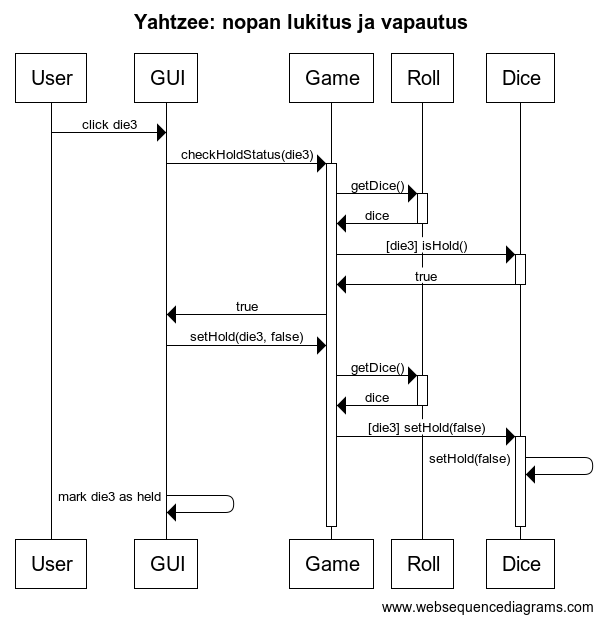 Yahtzee: nopan lukitus ja vapautus
User GUI Game Roll Dice
click die3
checkHoldStatus(die3)
getDice()
dice
[die3] isHold()
true
true
setHold(die3, false)
getDice()
dice
[die3] setHold(false)
setHold(false)
mark die3 as held
User GUI Game Roll Dice
www.websequencediagrams.com